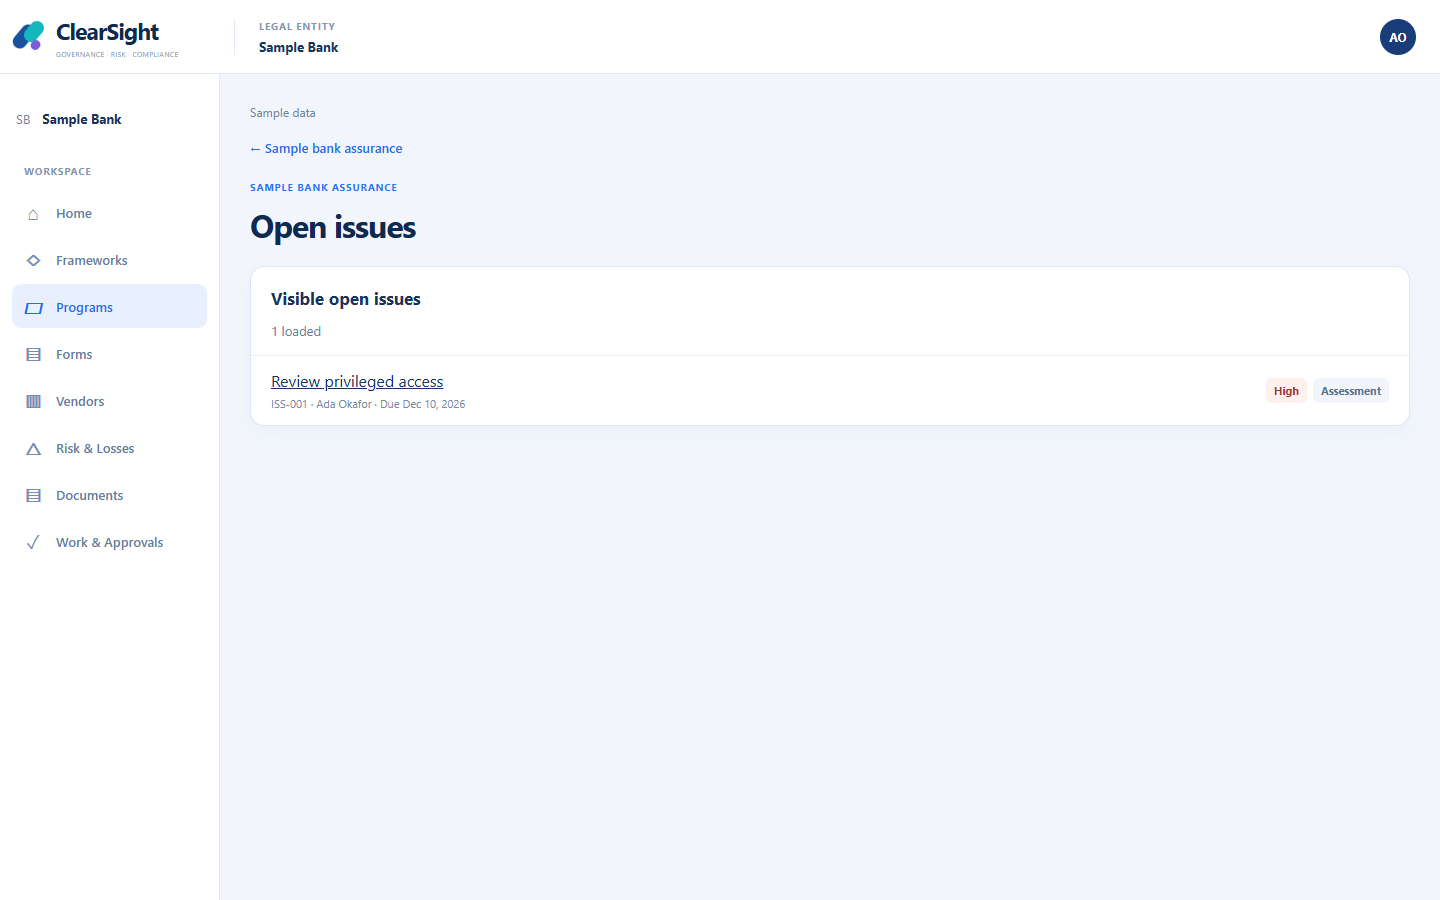 ClearSight
GOVERNANCE · RISK · COMPLIANCE
LEGAL ENTITY
Sample Bank
AO
SB Sample Bank
WORKSPACE
Home
Frameworks
Programs
Forms
Vendors
Risk & Losses
Documents
Work & Approvals
Sample data
← Sample bank assurance
SAMPLE BANK ASSURANCE
Open issues
Visible open issues
1 loaded
Review privileged access
ISS-001 · Ada Okafor · Due Dec 10, 2026
High
Assessment